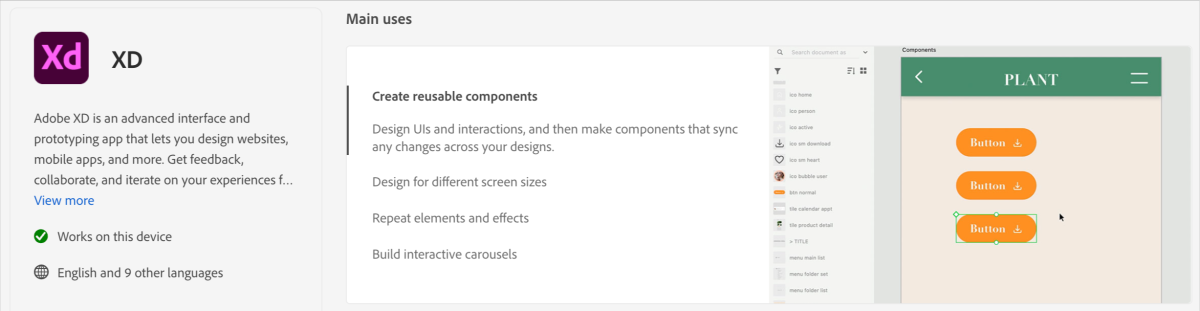 Xd
XD
Adobe XD is an advanced interface and
prototyping app that lets you design websites,
mobile apps, and more. Get feedback,
collaborate, and iterate on your experiences f...
View more
Works on this device
English and 9 other languages
Main uses
Create reusable components
Design UIs and interactions, and then make components that sync
any changes across your designs.
Design for different screen sizes
Repeat elements and effects
Build interactive carousels
Search document as
ico home
ico person
ico active
ico sm download
ico sm heart
ico bubble user
btn normal
tile calendar appt
tile product detail
+ TITLE
menu main list
menu folder set
menu folder list
Components
PLANT
Button
Button
Button